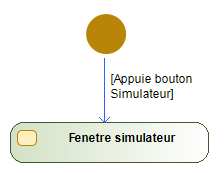 [Appuie bouton
Simulateur]
Fenetre simulateur